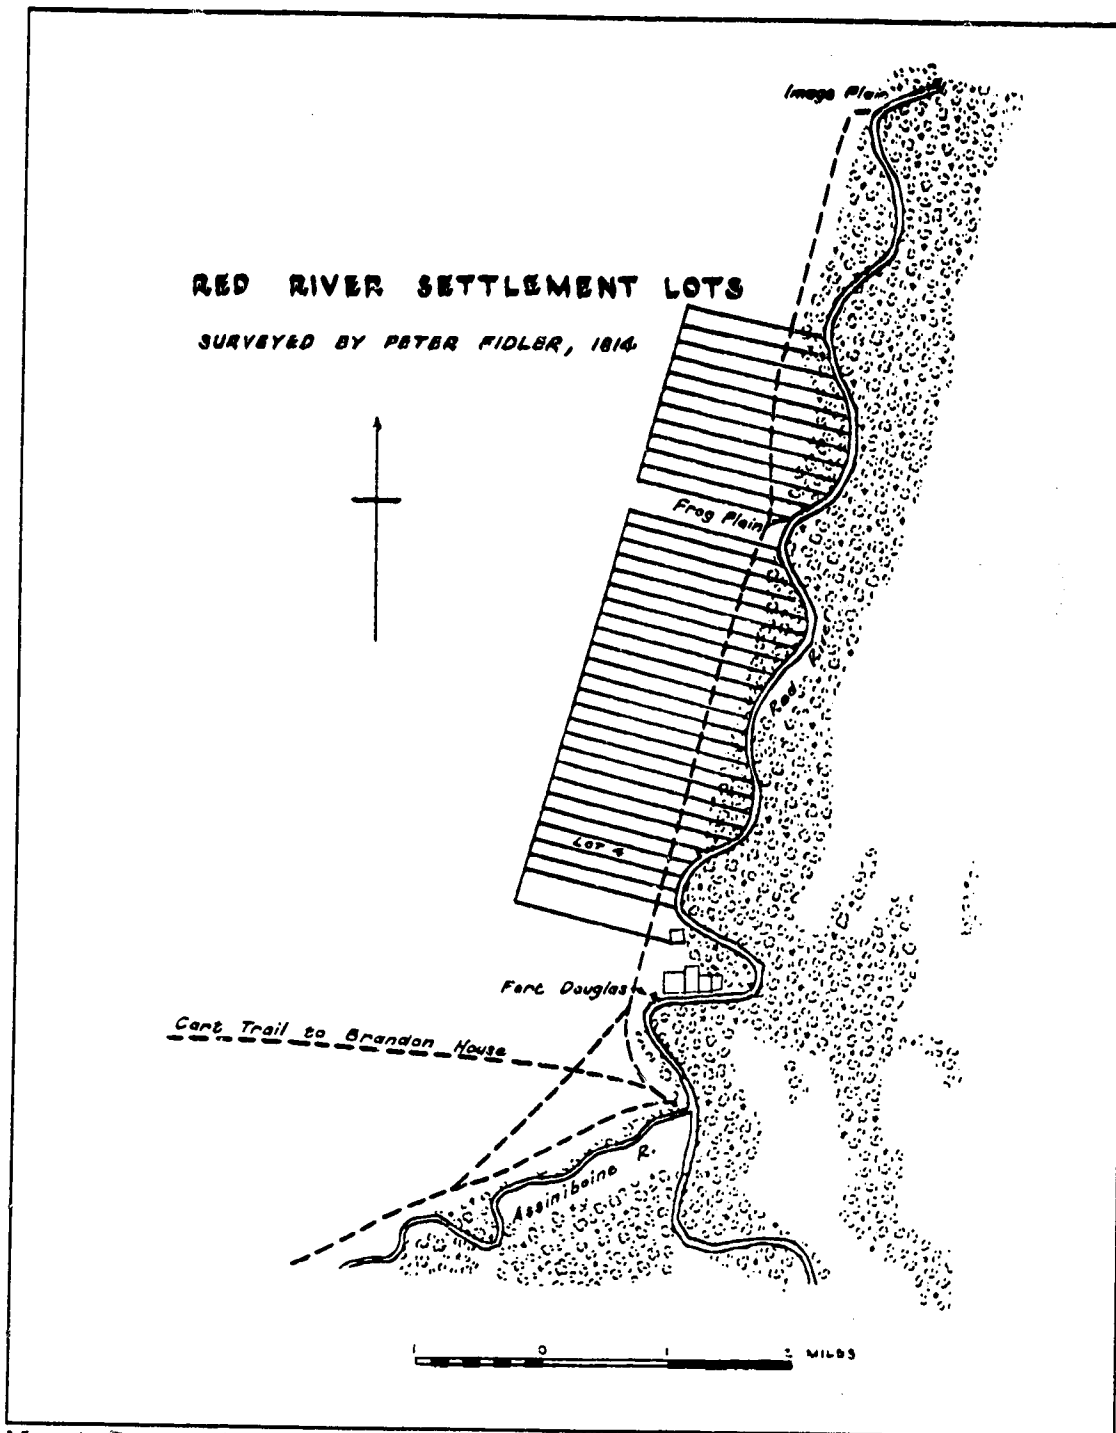 Image Plain
RED RIVER SETTLEMENT LOTS
SURVEYED BY PETER FIDLER, 1814
Frog Plain
Red R.
LOT 4
Fort Douglas
Cart Trail to Brandon House
Assiniboine R.
1 0 1 2 MILES